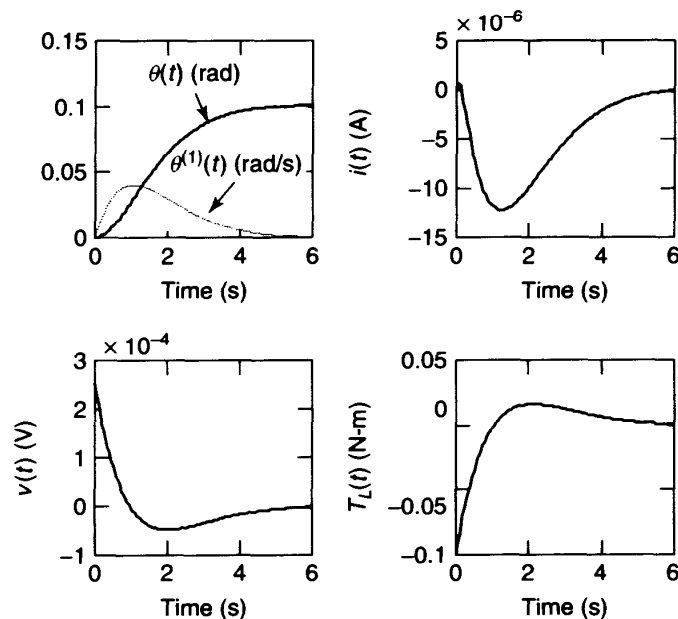 0.15
θ(t) (rad)
0.1
0.05
θ⁽¹⁾(t) (rad/s)
0
0 2 4 6
Time (s)
× 10⁻⁶
5
0
−5
−10
−15
i(t) (A)
0 2 4 6
Time (s)
× 10⁻⁴
3
2
1
0
−1
v(t) (V)
0 2 4 6
Time (s)
0.05
0
−0.05
−0.1
T_L(t) (N-m)
0 2 4 6
Time (s)